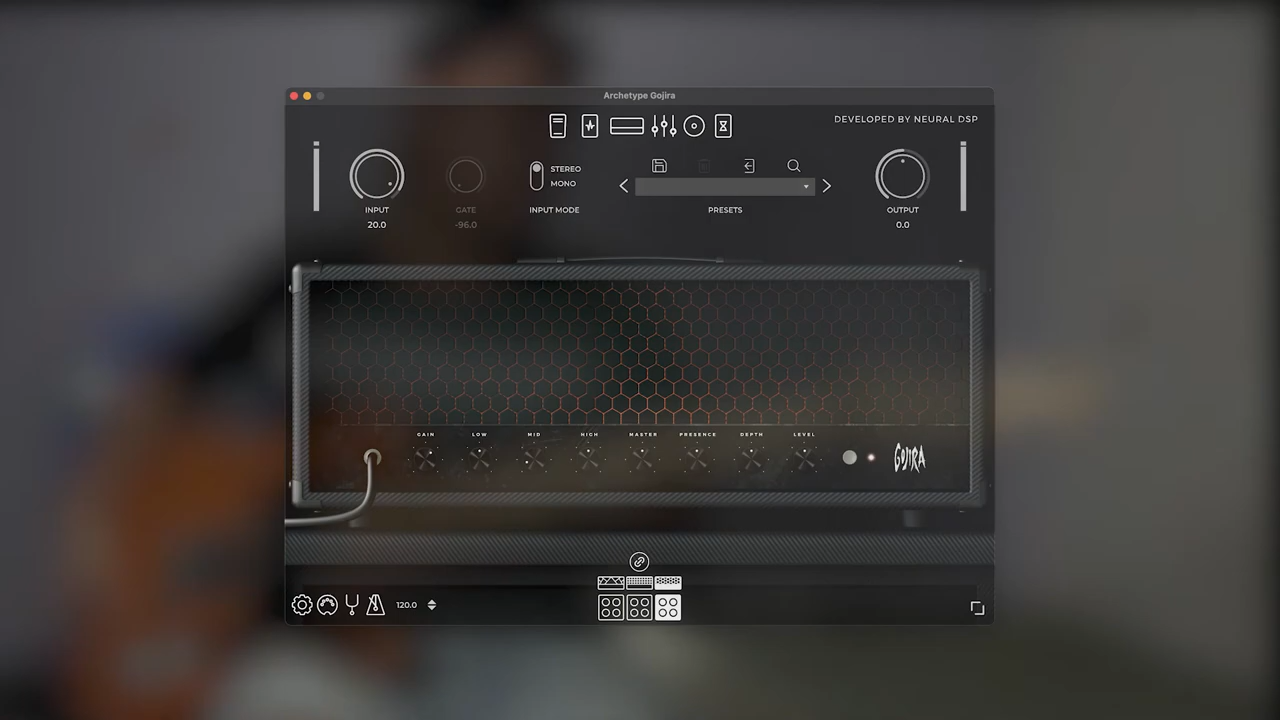 Archetype Gojira
DEVELOPED BY NEURAL DSP
STEREO
MONO
INPUT
GATE
INPUT MODE
PRESETS
OUTPUT
20.0
-96.0
0.0
GAIN LOW MID HIGH MASTER PRESENCE DEPTH LEVEL
GOJIRA
120.0